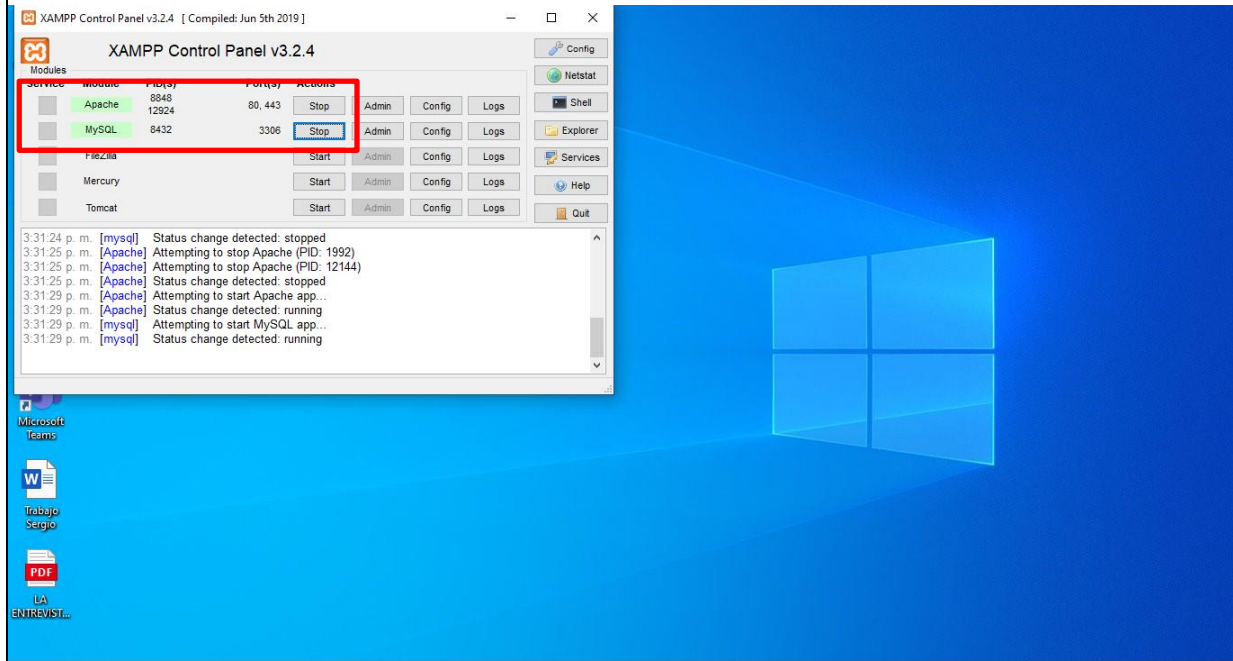 XAMPP Control Panel v3.2.4 [ Compiled: Jun 5th 2019 ]
XAMPP Control Panel v3.2.4
Config
Modules
Netstat
Service Module PID(s) Port(s) Actions
Apache 8848 12924 80, 443 Stop Admin Config Logs
Shell
MySQL 8432 3306 Stop Admin Config Logs
Explorer
FileZilla Start Admin Config Logs
Services
Mercury Start Admin Config Logs
Help
Tomcat Start Admin Config Logs
Quit
3:31:24 p. m. [mysql] Status change detected: stopped
3:31:25 p. m. [Apache] Attempting to stop Apache (PID: 1992)
3:31:25 p. m. [Apache] Attempting to stop Apache (PID: 12144)
3:31:25 p. m. [Apache] Status change detected: stopped
3:31:29 p. m. [Apache] Attempting to start Apache app...
3:31:29 p. m. [Apache] Status change detected: running
3:31:29 p. m. [mysql] Attempting to start MySQL app...
3:31:29 p. m. [mysql] Status change detected: running
Microsoft
Teams
W
Trabajo
Sergio
PDF
LA
ENTREVIST...